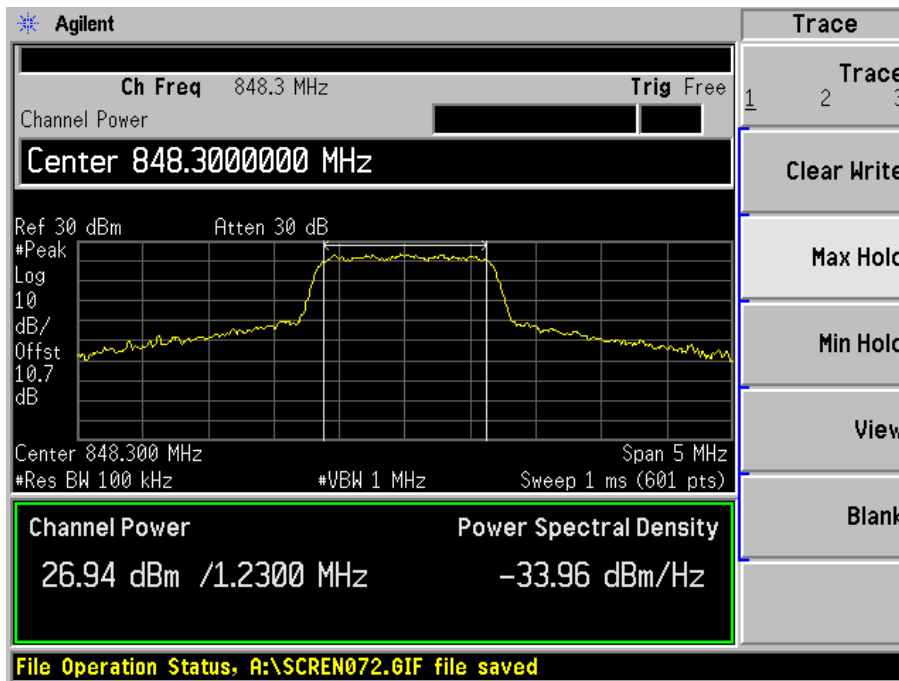 Agilent
Trace
Ch Freq 848.3 MHz Trig Free
Channel Power
Center 848.3000000 MHz
Ref 30 dBm Atten 30 dB
#Peak
Log
10
dB/
Offst
10.7
dB
Center 848.300 MHz Span 5 MHz
#Res BW 100 kHz #VBW 1 MHz Sweep 1 ms (601 pts)
Channel Power Power Spectral Density
26.94 dBm /1.2300 MHz -33.96 dBm/Hz
File Operation Status, A:\SCREN072.GIF file saved
Trace
1 2 3
Clear Write
Max Hold
Min Hold
View
Blank